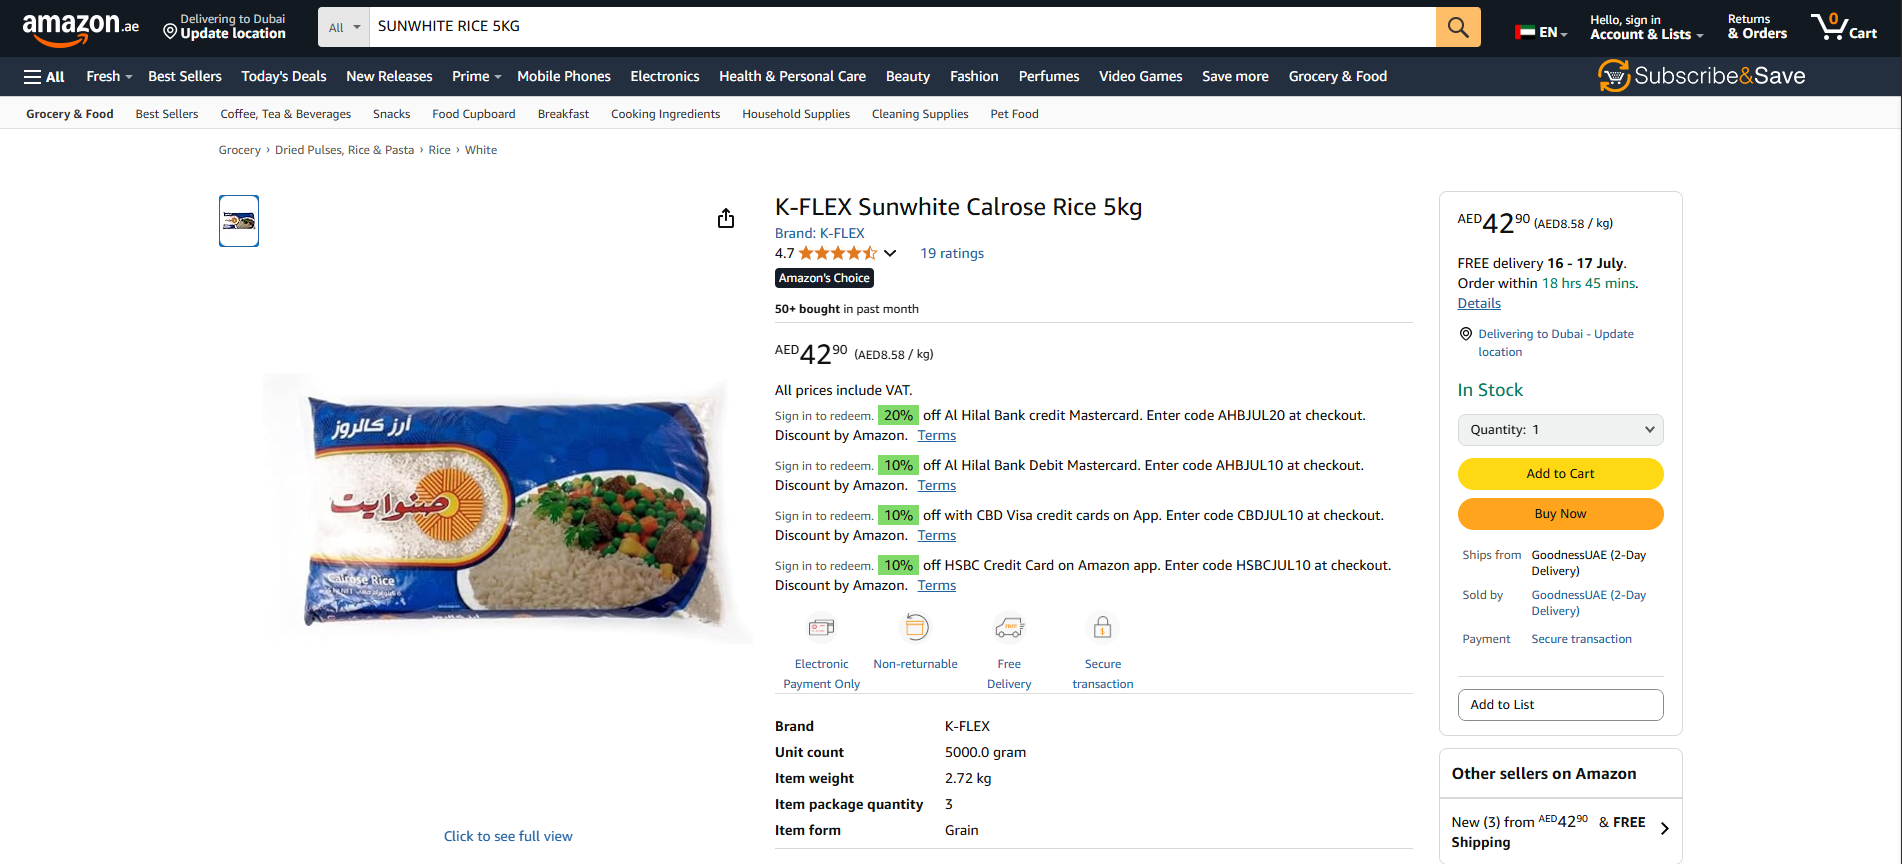 amazon.ae
Delivering to Dubai
Update location
All
SUNWHITE RICE 5KG
EN
Hello, sign in
Account & Lists
Returns
& Orders
0
Cart
All
Fresh
Best Sellers
Today's Deals
New Releases
Prime
Mobile Phones
Electronics
Health & Personal Care
Beauty
Fashion
Perfumes
Video Games
Save more
Grocery & Food
Subscribe&Save
Grocery & Food
Best Sellers
Coffee, Tea & Beverages
Snacks
Food Cupboard
Breakfast
Cooking Ingredients
Household Supplies
Cleaning Supplies
Pet Food
Grocery › Dried Pulses, Rice & Pasta › Rice › White
أرز كالروز
صنوايت
Calrose Rice
Click to see full view
K-FLEX Sunwhite Calrose Rice 5kg
Brand: K-FLEX
4.7
19 ratings
Amazon's Choice
50+ bought in past month
AED4290 (AED8.58 / kg)
All prices include VAT.
Sign in to redeem. 20% off Al Hilal Bank credit Mastercard. Enter code AHBJUL20 at checkout.
Discount by Amazon. Terms
Sign in to redeem. 10% off Al Hilal Bank Debit Mastercard. Enter code AHBJUL10 at checkout.
Discount by Amazon. Terms
Sign in to redeem. 10% off with CBD Visa credit cards on App. Enter code CBDJUL10 at checkout.
Discount by Amazon. Terms
Sign in to redeem. 10% off HSBC Credit Card on Amazon app. Enter code HSBCJUL10 at checkout.
Discount by Amazon. Terms
Electronic
Payment Only
Non-returnable
Free
Delivery
Secure
transaction
Brand K-FLEX
Unit count 5000.0 gram
Item weight 2.72 kg
Item package quantity 3
Item form Grain
AED4290 (AED8.58 / kg)
FREE delivery 16 - 17 July.
Order within 18 hrs 45 mins.
Details
Delivering to Dubai - Update
location
In Stock
Quantity: 1
Add to Cart
Buy Now
Ships from GoodnessUAE (2-Day
Delivery)
Sold by GoodnessUAE (2-Day
Delivery)
Payment Secure transaction
Add to List
Other sellers on Amazon
New (3) from AED4290 & FREE
Shipping